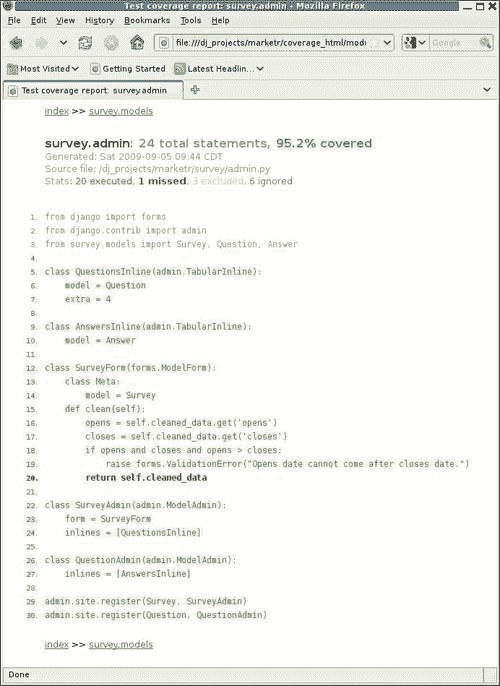 Test coverage report: survey.admin - Mozilla Firefox
File Edit View History Bookmarks Tools Help
file:///dj_projects/marketr/coverage_html/mod Google
Most Visited Getting Started Latest Headlin...
Test coverage report: survey.admin
index >> survey.models
survey.admin: 24 total statements, 95.2% covered
Generated: Sat 2009-09-05 09:44 CDT
Source file: /dj_projects/marketr/survey/admin.py
Stats: 20 executed, 1 missed, 3 excluded, 6 ignored
1. from django import forms
2. from django.contrib import admin
3. from survey.models import Survey, Question, Answer
4.
5. class QuestionsInline(admin.TabularInline):
6. model = Question
7. extra = 4
8.
9. class AnswersInline(admin.TabularInline):
10. model = Answer
11.
12. class SurveyForm(forms.ModelForm):
13. class Meta:
14. model = Survey
15. def clean(self):
16. opens = self.cleaned_data.get('opens')
17. closes = self.cleaned_data.get('closes')
18. if opens and closes and opens > closes:
19. raise forms.ValidationError("Opens date cannot come after closes date.")
20. return self.cleaned_data
21.
22. class SurveyAdmin(admin.ModelAdmin):
23. form = SurveyForm
24. inlines = [QuestionsInline]
25.
26. class QuestionAdmin(admin.ModelAdmin):
27. inlines = [AnswersInline]
28.
29. admin.site.register(Survey, SurveyAdmin)
30. admin.site.register(Question, QuestionAdmin)
index >> survey.models
Done